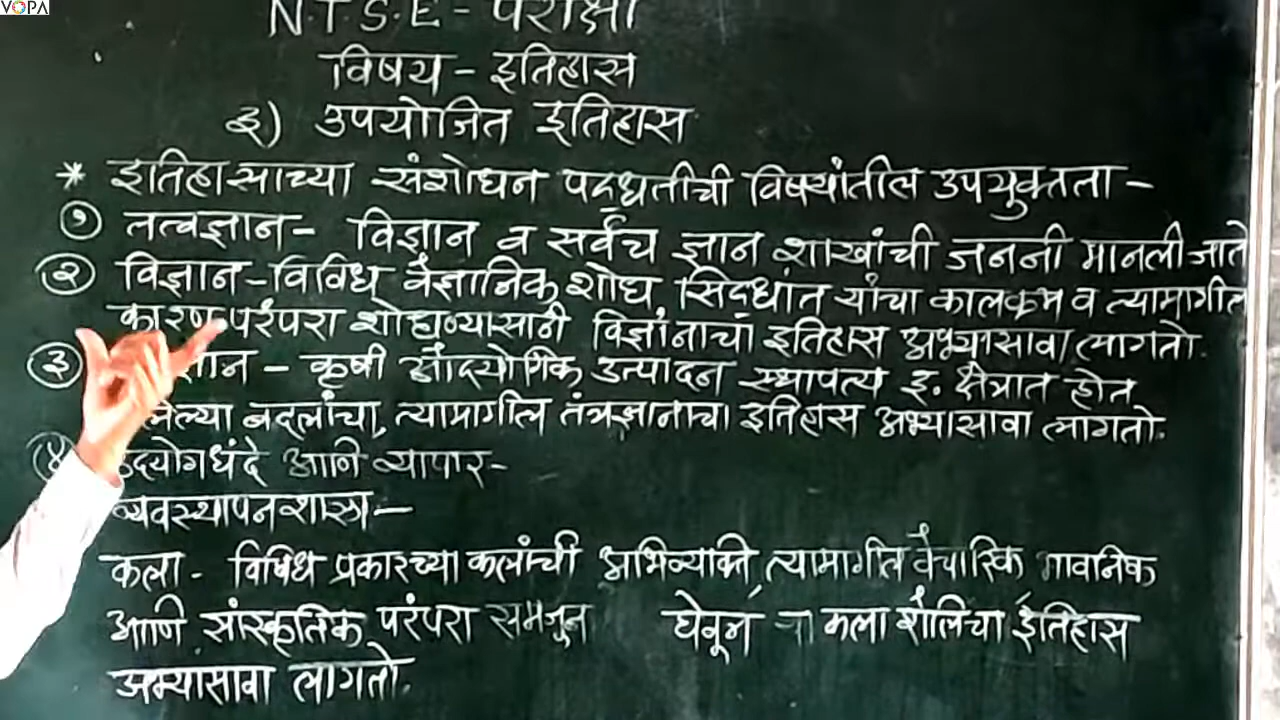 VOPA
N.T.S.E - परीक्षा
विषय - इतिहास
इ) उपयोजित इतिहास
* इतिहासाच्या संशोधन पद्धतीची विषयांतील उपयुक्तता -
१ तत्वज्ञान - विज्ञान व सर्वच ज्ञान शाखांची जननी मानली जाते
२ विज्ञान - विविध वैज्ञानिक शोध, सिद्धांत यांचा कालक्रम व त्यामागील
कारण परंपरा शोधण्यासाठी विज्ञानाचा इतिहास अभ्यासावा लागतो.
३ ज्ञान - कृषी औद्योगिक उत्पादन स्थापत्य इ. क्षेत्रात होत
लेल्या बदलांचा, त्यामागील तंत्रज्ञानाचा इतिहास अभ्यासावा लागतो.
४ उद्योगधंदे आणि व्यापार -
व्यवस्थापनशास्त्र -
कला - विविध प्रकारच्या कलांची अभिव्यक्ती, त्यामागील वैचारिक भावनिक
आणि सांस्कृतिक परंपरा समजून घेवून कला शैलिचा इतिहास
अभ्यासावा लागतो.